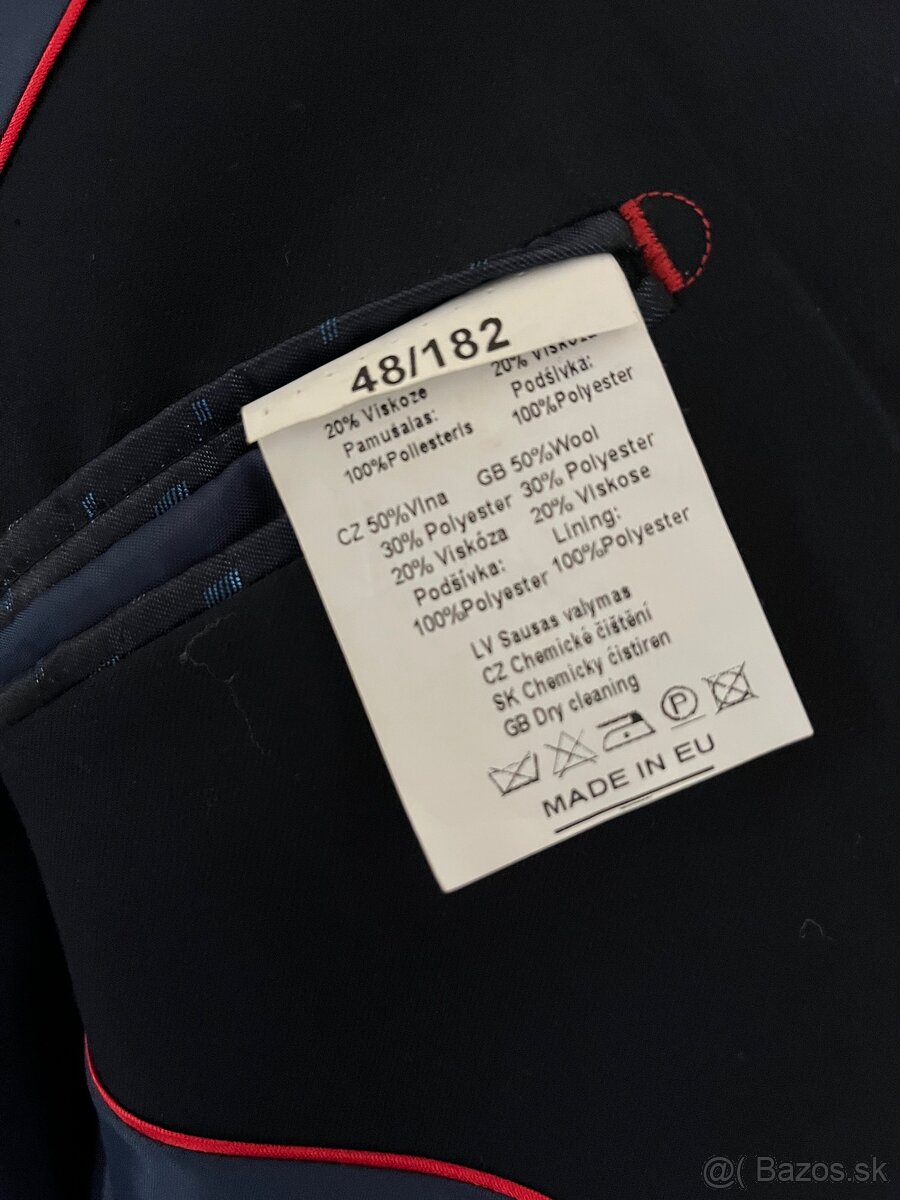 48/182
20% Viskoze
Pamušalas:
100%Poliesteris
20% Viskóza
Podšívka:
100%Polyester
CZ 50%Vlna
30% Polyester
20% Viskóza
Podšívka:
100%Polyester
GB 50%Wool
30% Polyester
20% Viskose
Lining:
100%Polyester
LV Sausas valymas
CZ Chemické čištění
SK Chemicky čistiren
GB Dry cleaning
P
MADE IN EU
@( Bazos.sk